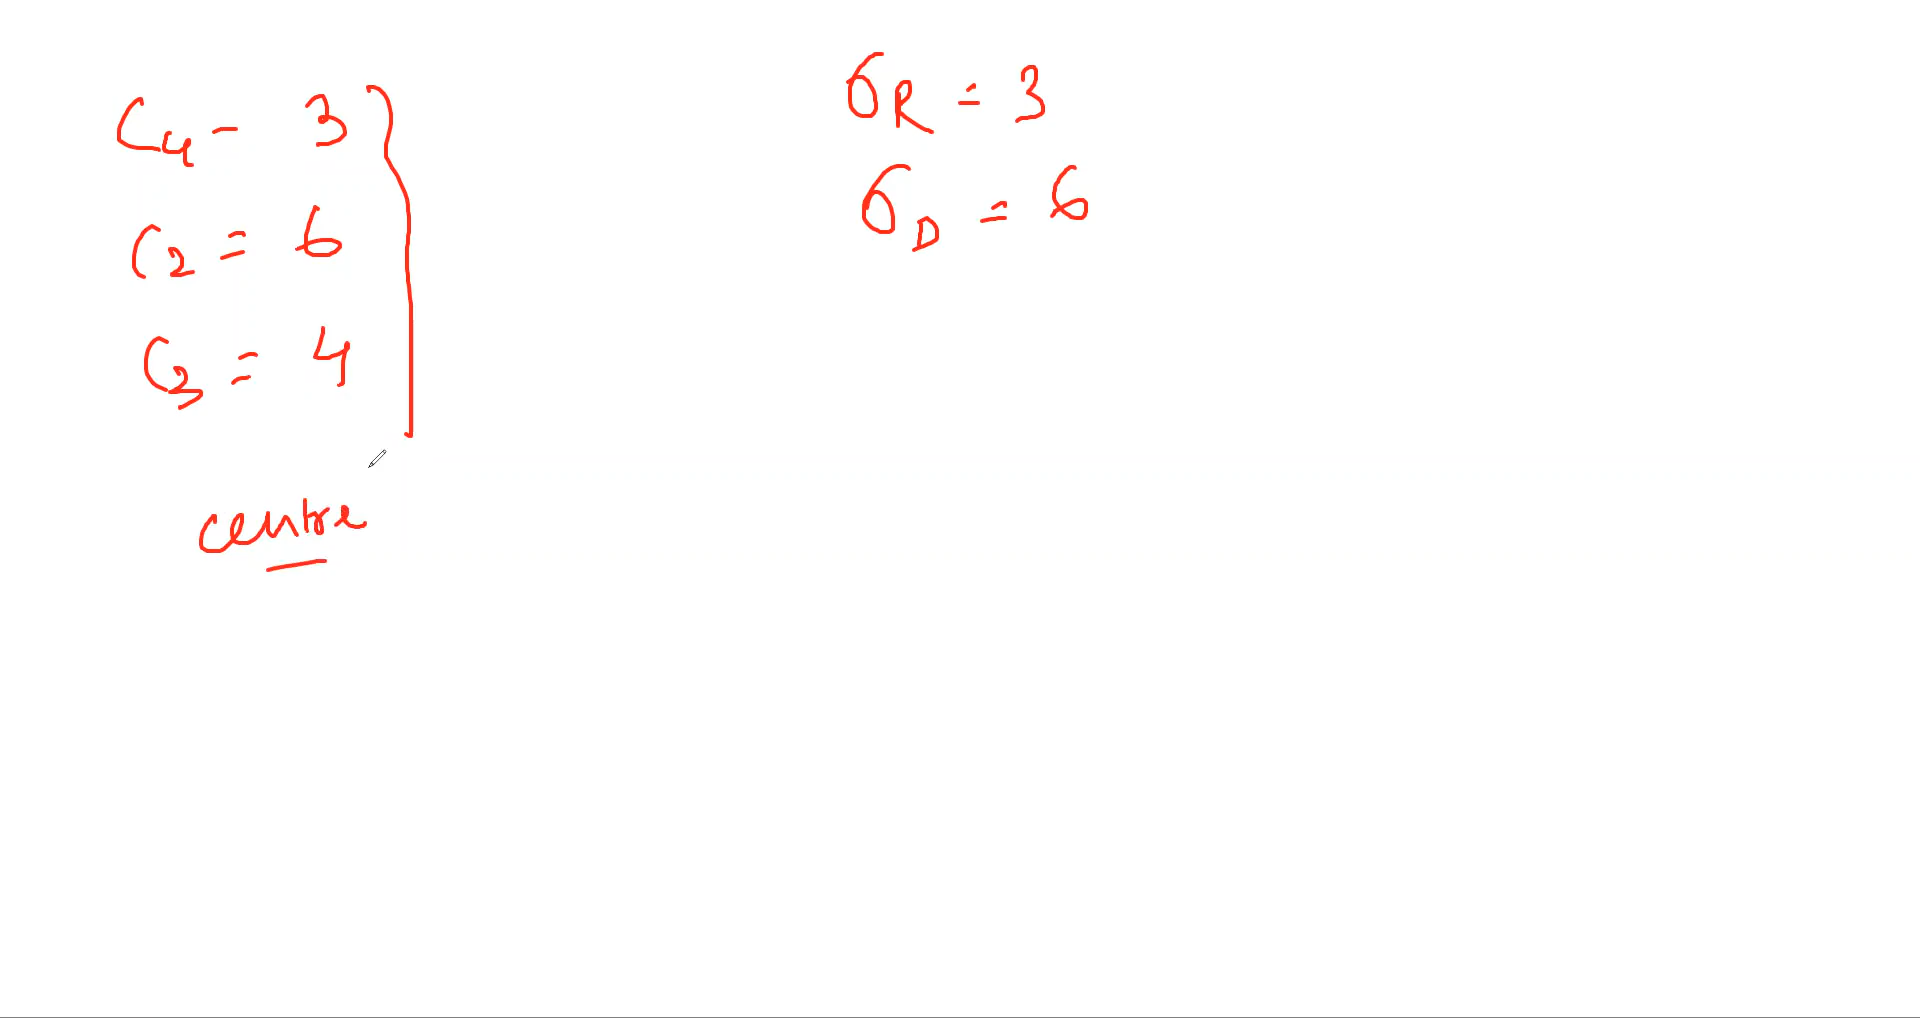 C4 - 3
C2 = 6
C3 = 4
centre
σR = 3
σD = 6